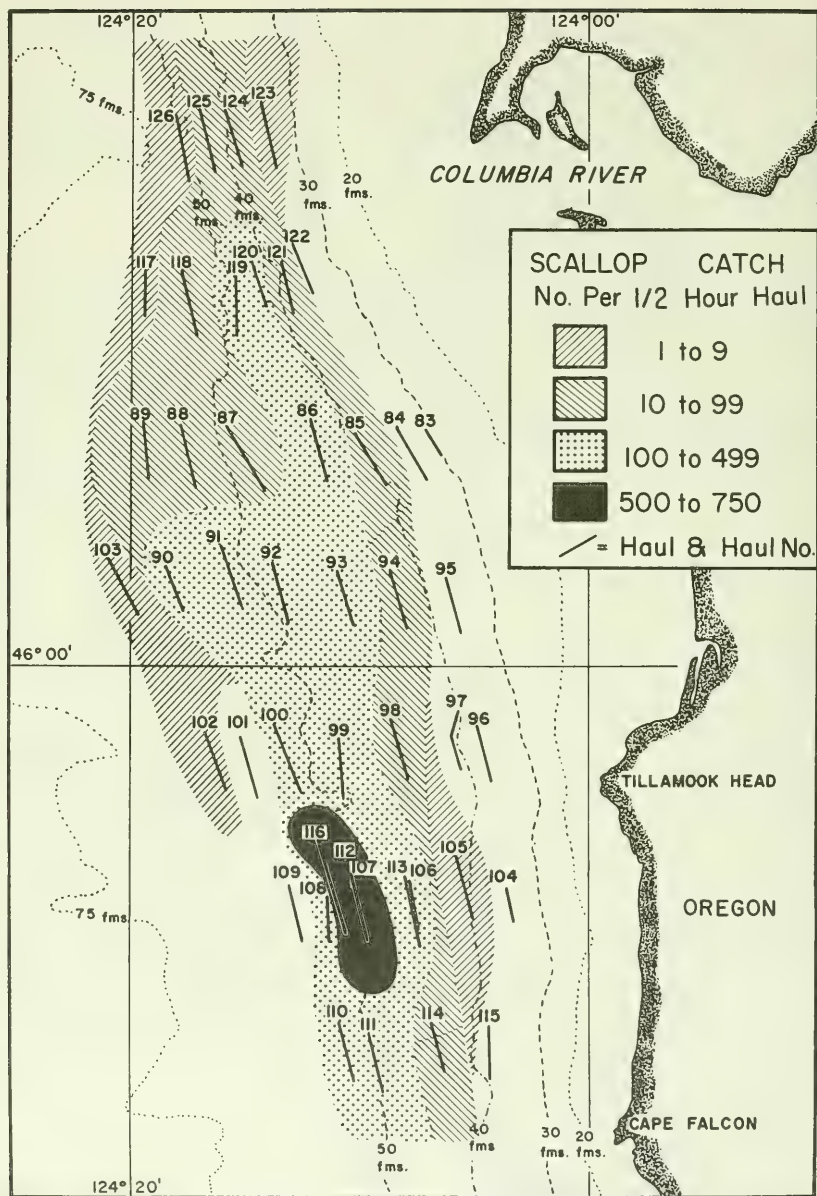 124° 20' 124° 00'
75 fms.
126 125 124 123
COLUMBIA RIVER
50 fms. 40 fms. 30 fms. 20 fms.
122
SCALLOP CATCH
No. Per 1/2 Hour Haul
1 to 9
10 to 99
100 to 499
500 to 750
= Haul & Haul No.
117 118 119 120 121
89 88 87 86 85 84 83
103 90 91 92 93 94 95
46° 00'
102 101 100 99 98 97 96
TILLAMOOK HEAD
116
112
109 108 107 113 106 105 104
OREGON
75 fms.
110 111 114 115
CAPE FALCON
50 fms. 40 fms. 30 fms. 20 fms.
124° 20'